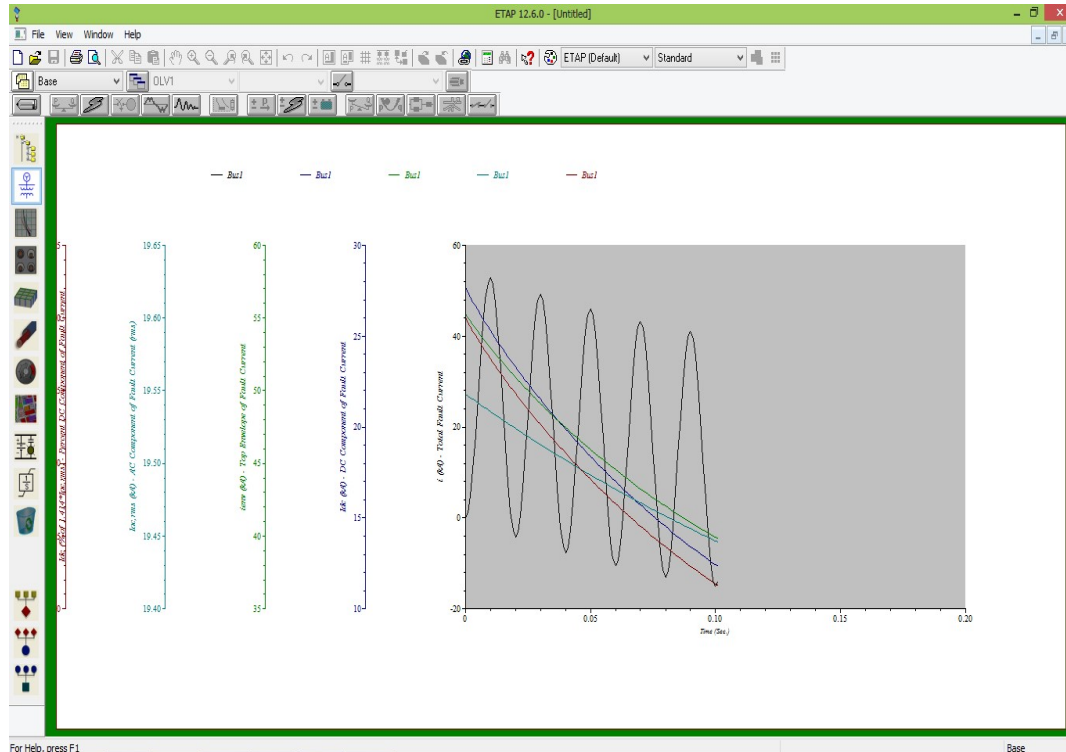 ETAP 12.6.0 - [Untitled]
File View Window Help
ETAP (Default) Standard
Base OLV1
Bus1 Bus1 Bus1 Bus1 Bus1
19.65
19.60
19.55
19.50
19.45
19.40
Iac,rms (kA) - AC Component of Fault Current (rms)
60
55
50
45
40
35
ienv (kA) - Top Envelope of Fault Current
30
25
20
15
10
Idc (kA) - DC Component of Fault Current
60
40
20
0
-20
i (kA) - Total Fault Current
0 0.05 0.10 0.15 0.20
Time (Sec.)
For Help, press F1 Base